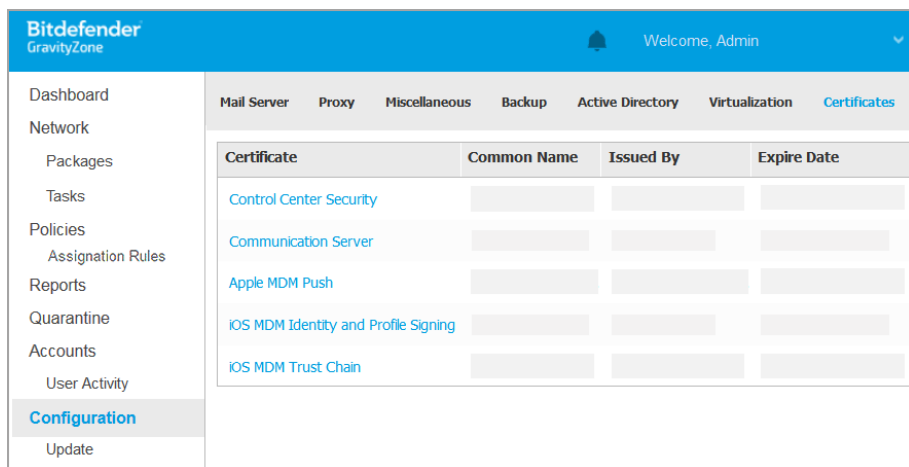 Bitdefender
GravityZone
Welcome, Admin
Dashboard
Network
Packages
Tasks
Policies
Assignation Rules
Reports
Quarantine
Accounts
User Activity
Configuration
Update
Mail Server Proxy Miscellaneous Backup Active Directory Virtualization Certificates
Certificate Common Name Issued By Expire Date
Control Center Security
Communication Server
Apple MDM Push
iOS MDM Identity and Profile Signing
iOS MDM Trust Chain